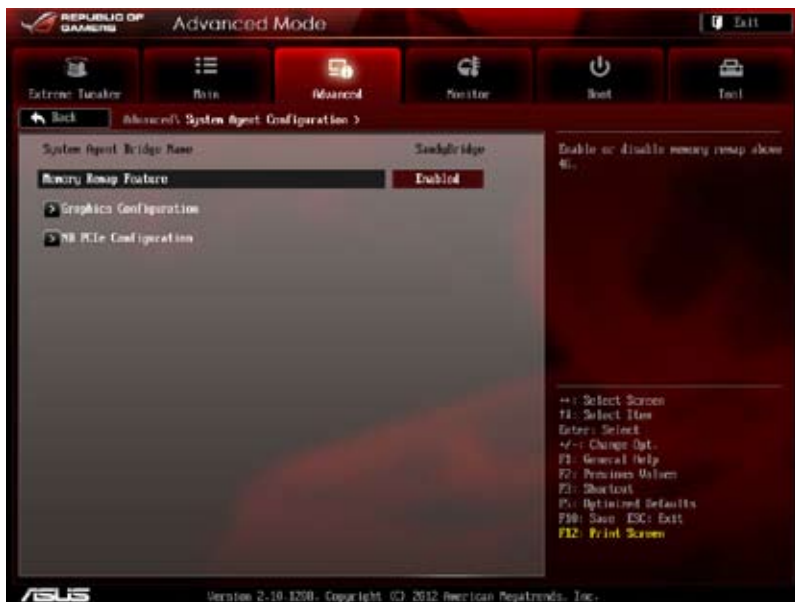 REPUBLIC OF
GAMERS
Advanced Mode
Exit
Extreme Tweaker
Main
Advanced
Monitor
Boot
Tool
Back
Advanced\ System Agent Configuration >
System Agent Bridge Name
SandyBridge
Enable or disable memory remap above
4G.
Memory Remap Feature
Enabled
> Graphics Configuration
> NB PCIe Configuration
→←: Select Screen
↑↓: Select Item
Enter: Select
+/-: Change Opt.
F1: General Help
F2: Previous Values
F3: Shortcut
F5: Optimized Defaults
F10: Save ESC: Exit
F12: Print Screen
ASUS
Version 2.10.1208. Copyright (C) 2012 American Megatrends, Inc.